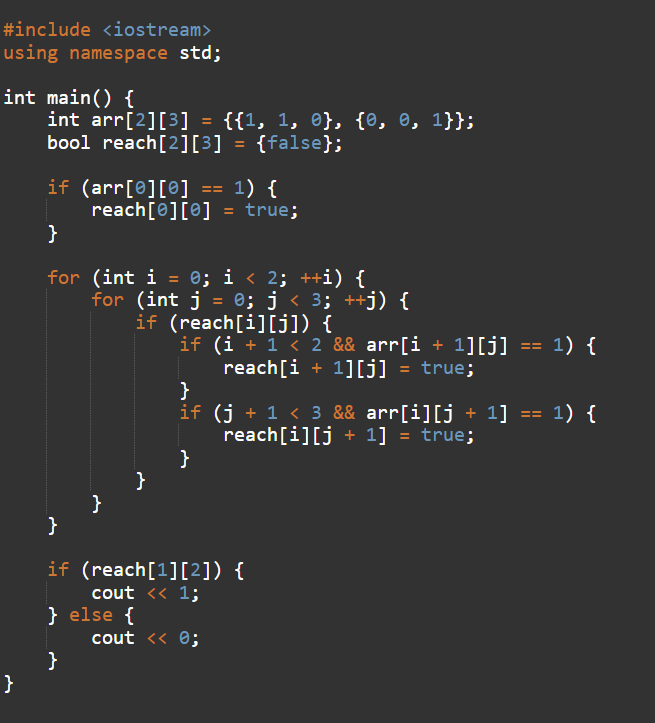 #include <iostream>
using namespace std;

int main() {
    int arr[2][3] = {{1, 1, 0}, {0, 0, 1}};
    bool reach[2][3] = {false};

    if (arr[0][0] == 1) {
        reach[0][0] = true;
    }

    for (int i = 0; i < 2; ++i) {
        for (int j = 0; j < 3; ++j) {
            if (reach[i][j]) {
                if (i + 1 < 2 && arr[i + 1][j] == 1) {
                    reach[i + 1][j] = true;
                }
                if (j + 1 < 3 && arr[i][j + 1] == 1) {
                    reach[i][j + 1] = true;
                }
            }
        }
    }

    if (reach[1][2]) {
        cout << 1;
    } else {
        cout << 0;
    }
}